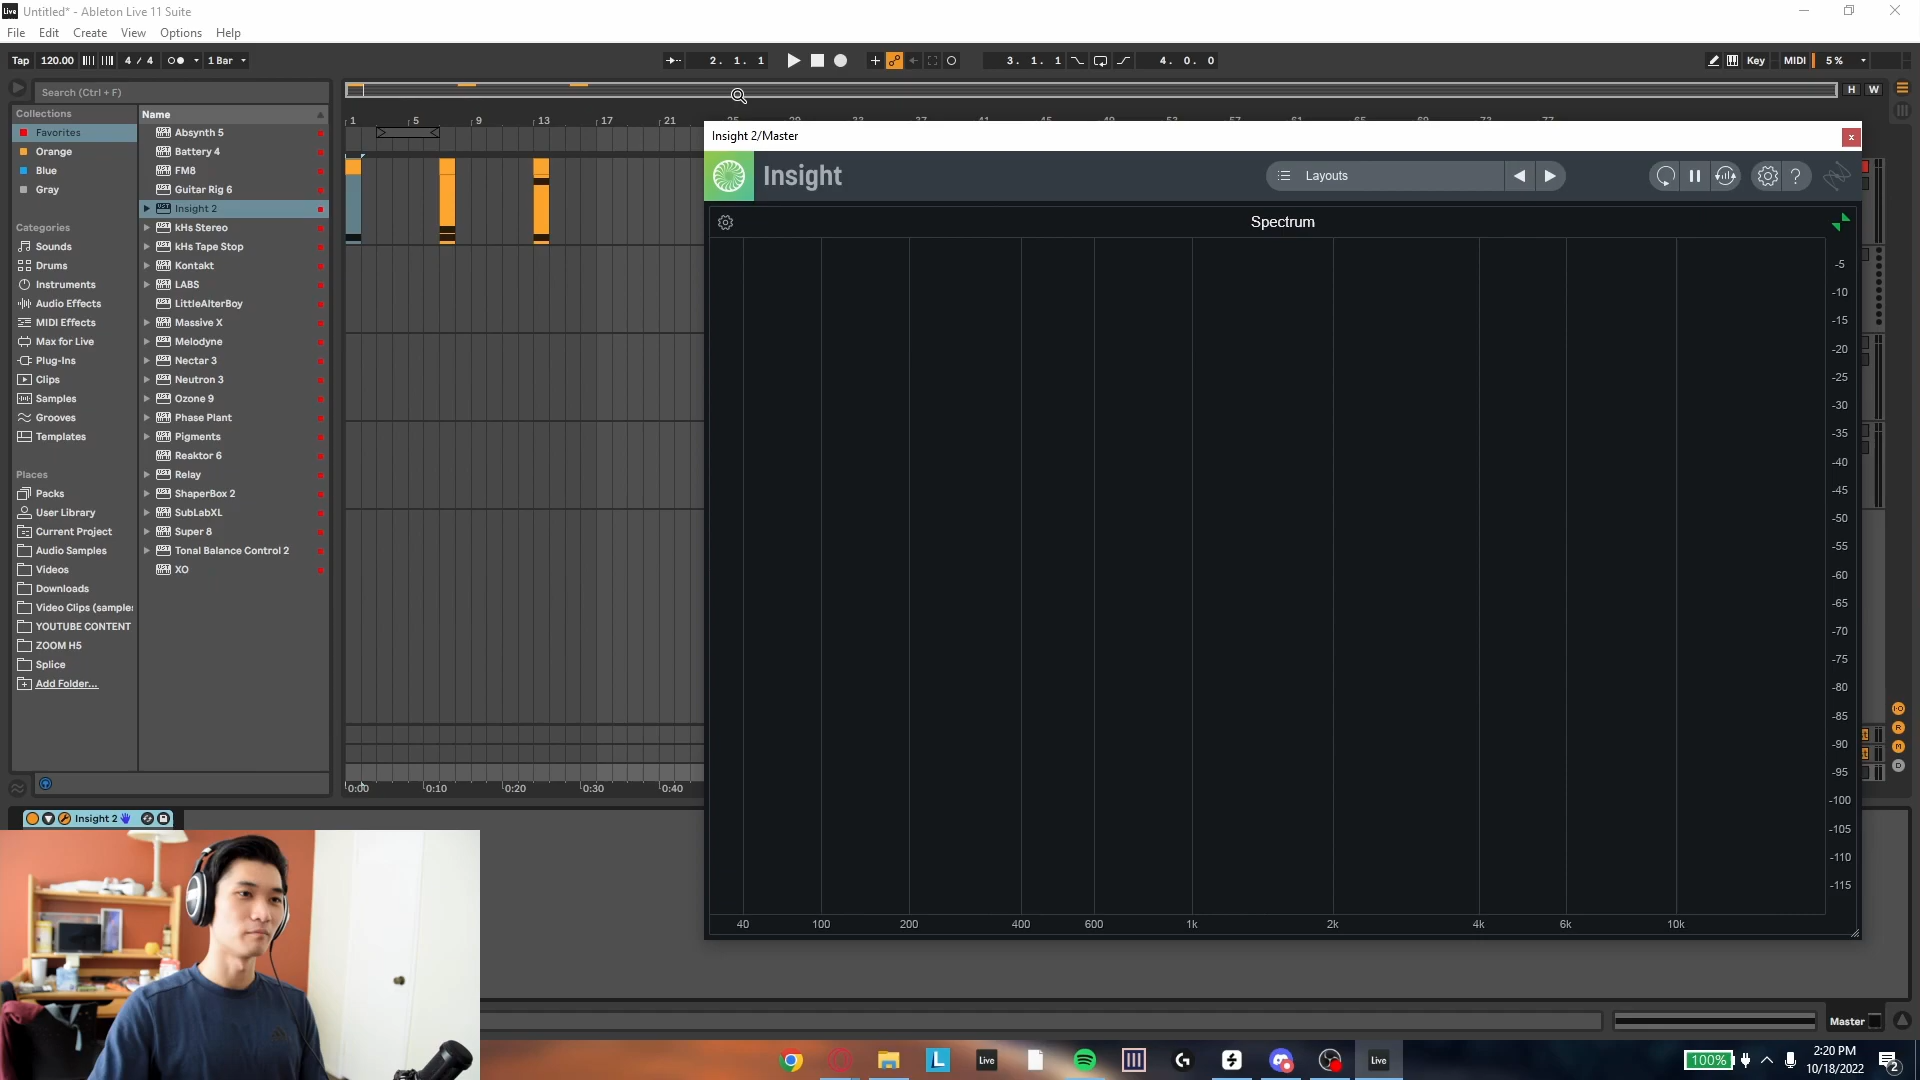 Live Untitled* - Ableton Live 11 Suite
File Edit Create View Options Help
Tap 120.00 4 / 4 1 Bar 2. 1. 1 3. 1. 1 4. 0. 0 Key MIDI 5 %
Search (Ctrl + F) H W
Collections
Favorites
Orange
Blue
Gray
Categories
Sounds
Drums
Instruments
Audio Effects
MIDI Effects
Max for Live
Plug-Ins
Clips
Samples
Grooves
Templates
Places
Packs
User Library
Current Project
Audio Samples
Videos
Downloads
Video Clips (sample
YOUTUBE CONTENT
ZOOM H5
Splice
Add Folder...
Name
Absynth 5
Battery 4
FM8
Guitar Rig 6
Insight 2
kHs Stereo
kHs Tape Stop
Kontakt
LABS
LittleAlterBoy
Massive X
Melodyne
Nectar 3
Neutron 3
Ozone 9
Phase Plant
Pigments
Reaktor 6
Relay
ShaperBox 2
SubLabXL
Super 8
Tonal Balance Control 2
XO
1 5 9 13 17 21
0:00 0:10 0:20 0:30 0:40
Insight 2/Master x
Insight Layouts ?
Spectrum
-5
-10
-15
-20
-25
-30
-35
-40
-45
-50
-55
-60
-65
-70
-75
-80
-85
-90
-95
-100
-105
-110
-115
40 100 200 400 600 1k 2k 4k 6k 10k
I·O
R
M
D
Insight 2
Master
L Live Live 100% 2:20 PM
10/18/2022 2